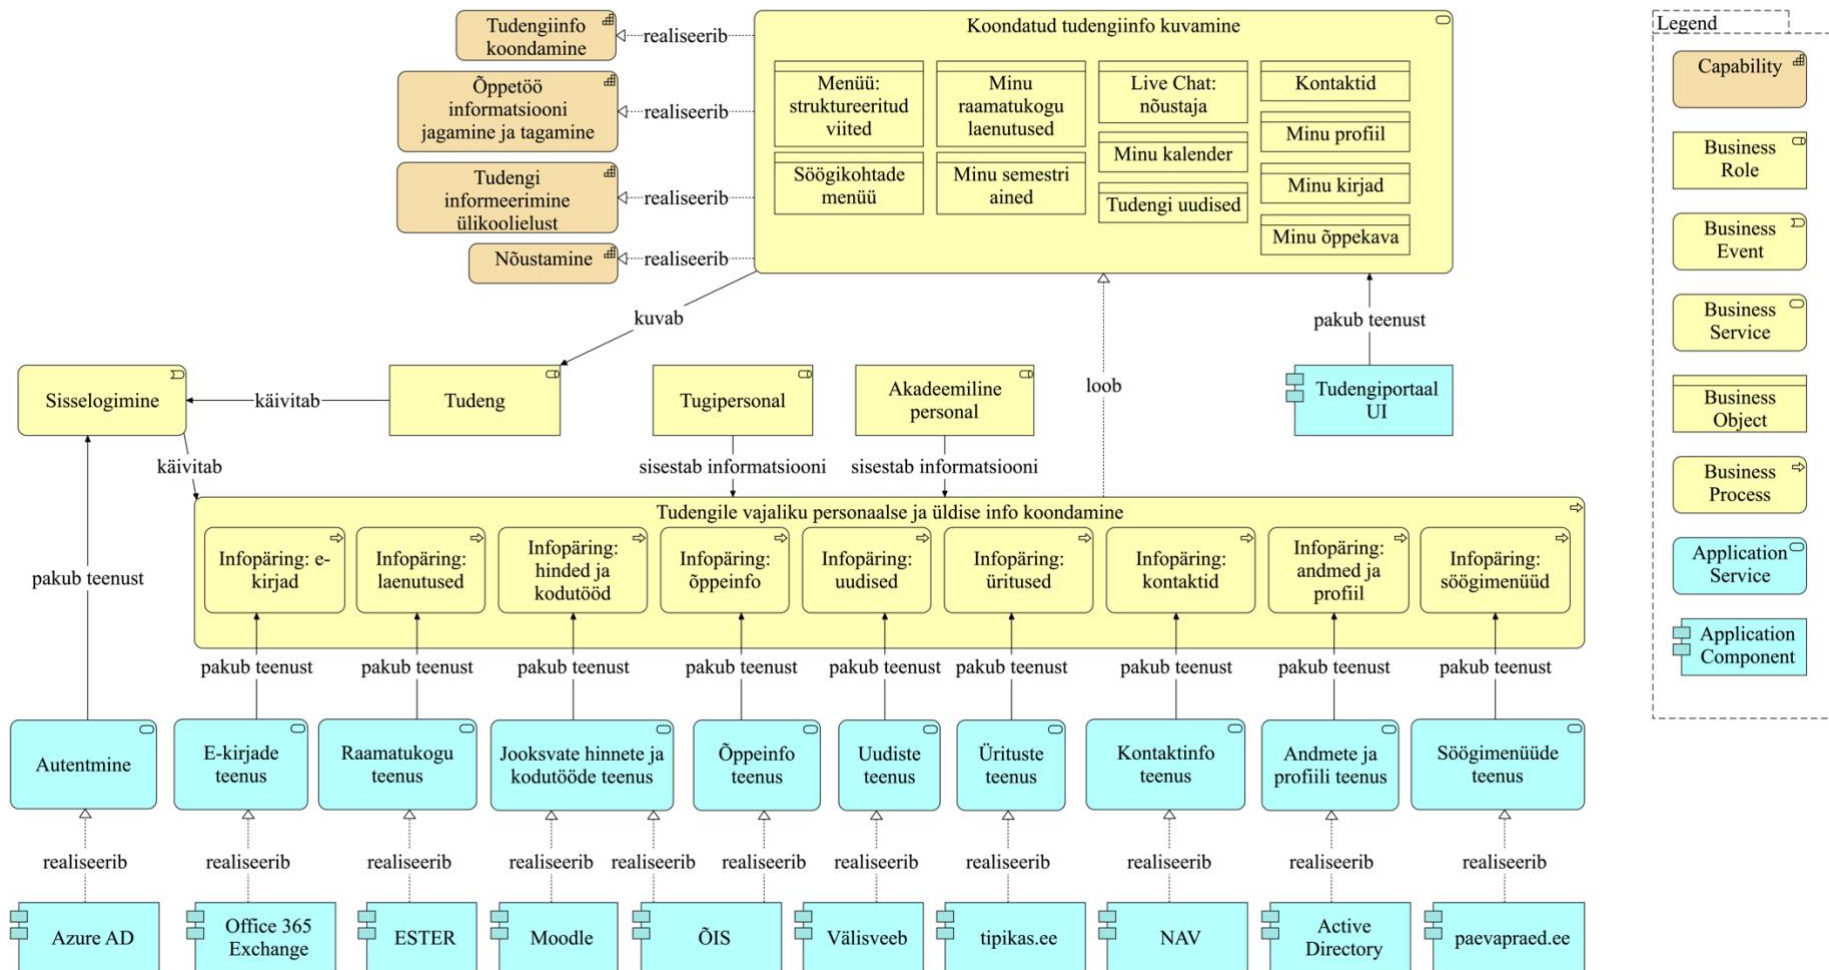 Tudengiinfo
koondamine
realiseerib
Õppetöö
informatsiooni
jagamine ja tagamine
realiseerib
Tudengi
informeerimine
ülikoolielust
realiseerib
Nõustamine
realiseerib
Koondatud tudengiinfo kuvamine
Menüü:
struktureeritud
viited
Söögikohtade
menüü
Minu
raamatukogu
laenutused
Minu semestri
ained
Live Chat:
nõustaja
Minu kalender
Tudengi uudised
Kontaktid
Minu profiil
Minu kirjad
Minu õppekava
kuvab
pakub teenust
loob
Sisselogimine
käivitab
Tudeng
Tugipersonal
Akadeemiline
personal
Tudengiportaal
UI
käivitab
sisestab informatsiooni
sisestab informatsiooni
pakub teenust
Tudengile vajaliku personaalse ja üldise info koondamine
Infopäring: e-
kirjad
Infopäring:
laenutused
Infopäring:
hinded ja
kodutööd
Infopäring:
õppeinfo
Infopäring:
uudised
Infopäring:
üritused
Infopäring:
kontaktid
Infopäring:
andmed ja
profiil
Infopäring:
söögimenüüd
pakub teenust
pakub teenust
pakub teenust
pakub teenust
pakub teenust
pakub teenust
pakub teenust
pakub teenust
pakub teenust
Autentmine
E-kirjade
teenus
Raamatukogu
teenus
Jooksvate hinnete ja
kodutööde teenus
Õppeinfo
teenus
Uudiste
teenus
Ürituste
teenus
Kontaktinfo
teenus
Andmete ja
profiili teenus
Söögimenüüde
teenus
realiseerib
realiseerib
realiseerib
realiseerib
realiseerib
realiseerib
realiseerib
realiseerib
realiseerib
realiseerib
realiseerib
Azure AD
Office 365
Exchange
ESTER
Moodle
ÕIS
Välisveeb
tipikas.ee
NAV
Active
Directory
paevapraed.ee
Legend
Capability
Business
Role
Business
Event
Business
Service
Business
Object
Business
Process
Application
Service
Application
Component